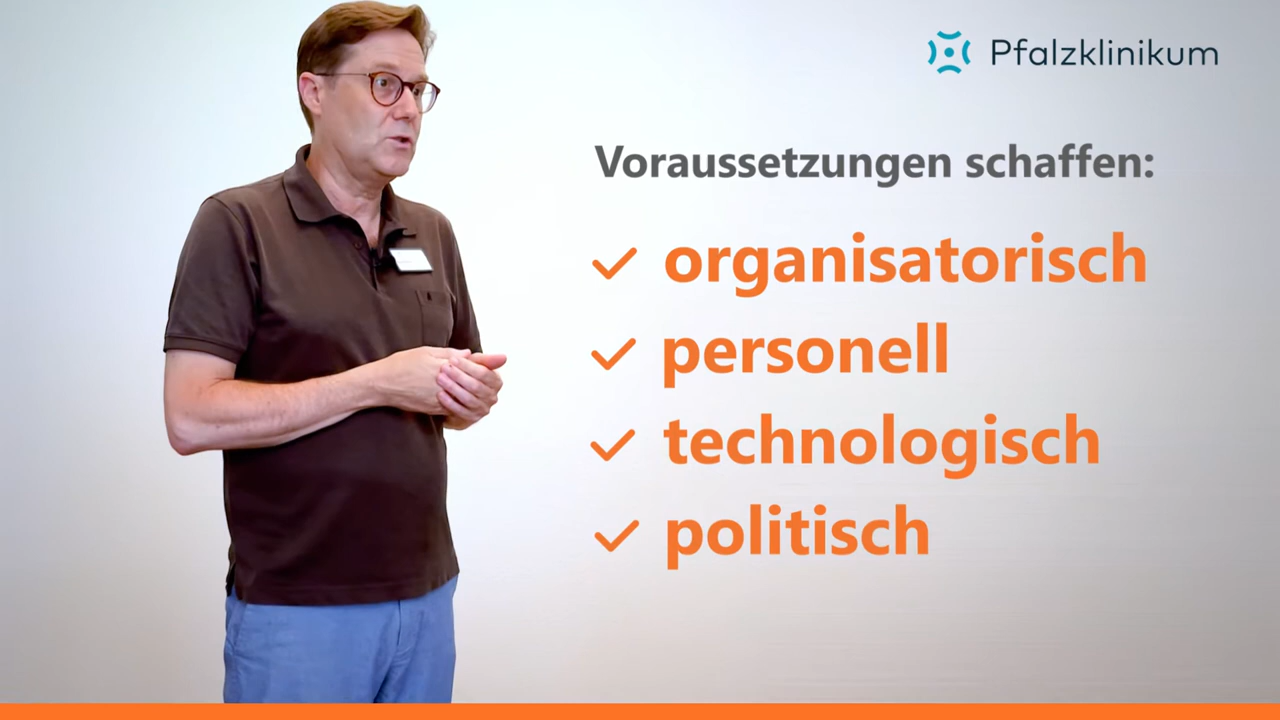 Pfalzklinikum
Voraussetzungen schaffen:
organisatorisch
personell
technologisch
politisch